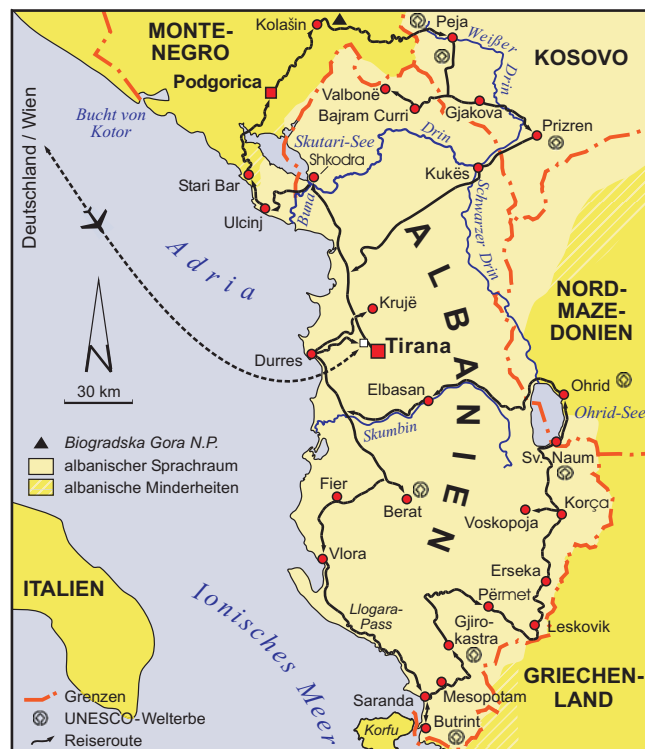 MONTE-
NEGRO
Kolašin
Peja
Weißer
Drin
KOSOVO
Podgorica
Valbonë
Bajram Curri
Gjakova
Prizren
Bucht von
Kotor
Skutari-See
Drin
Shkodra
Kukës
Stari Bar
Ulcinj
Buna
Schwarzer Drin
Deutschland / Wien
Adria
ALBANIEN
NORD-
MAZE-
DONIEN
Krujë
Tirana
Durres
N
30 km
Elbasan
Ohrid
Ohrid-See
Skumbin
Sv. Naum
Biogradska Gora N.P.
albanischer Sprachraum
albanische Minderheiten
Fier
Berat
Voskopoja
Korça
Vlora
Erseka
ITALIEN
Llogara-
Pass
Përmet
Gjiro-
kastra
Leskovik
Ionisches Meer
GRIECHEN-
LAND
Saranda
Mesopotam
Butrint
Korfu
Grenzen
UNESCO-Welterbe
Reiseroute